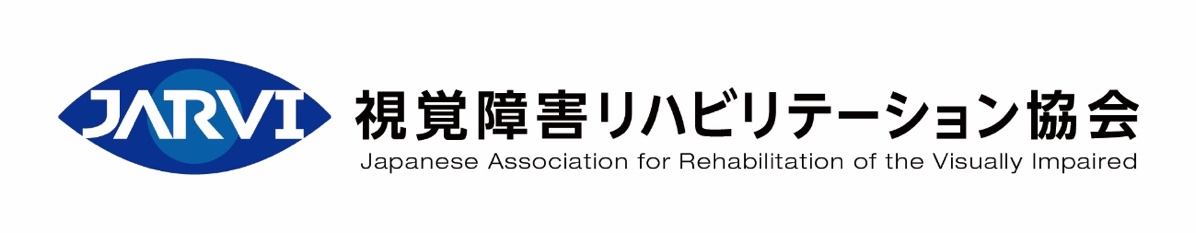 JARVI
視覚障害リハビリテーション協会
Japanese Association for Rehabilitation of the Visually Impaired